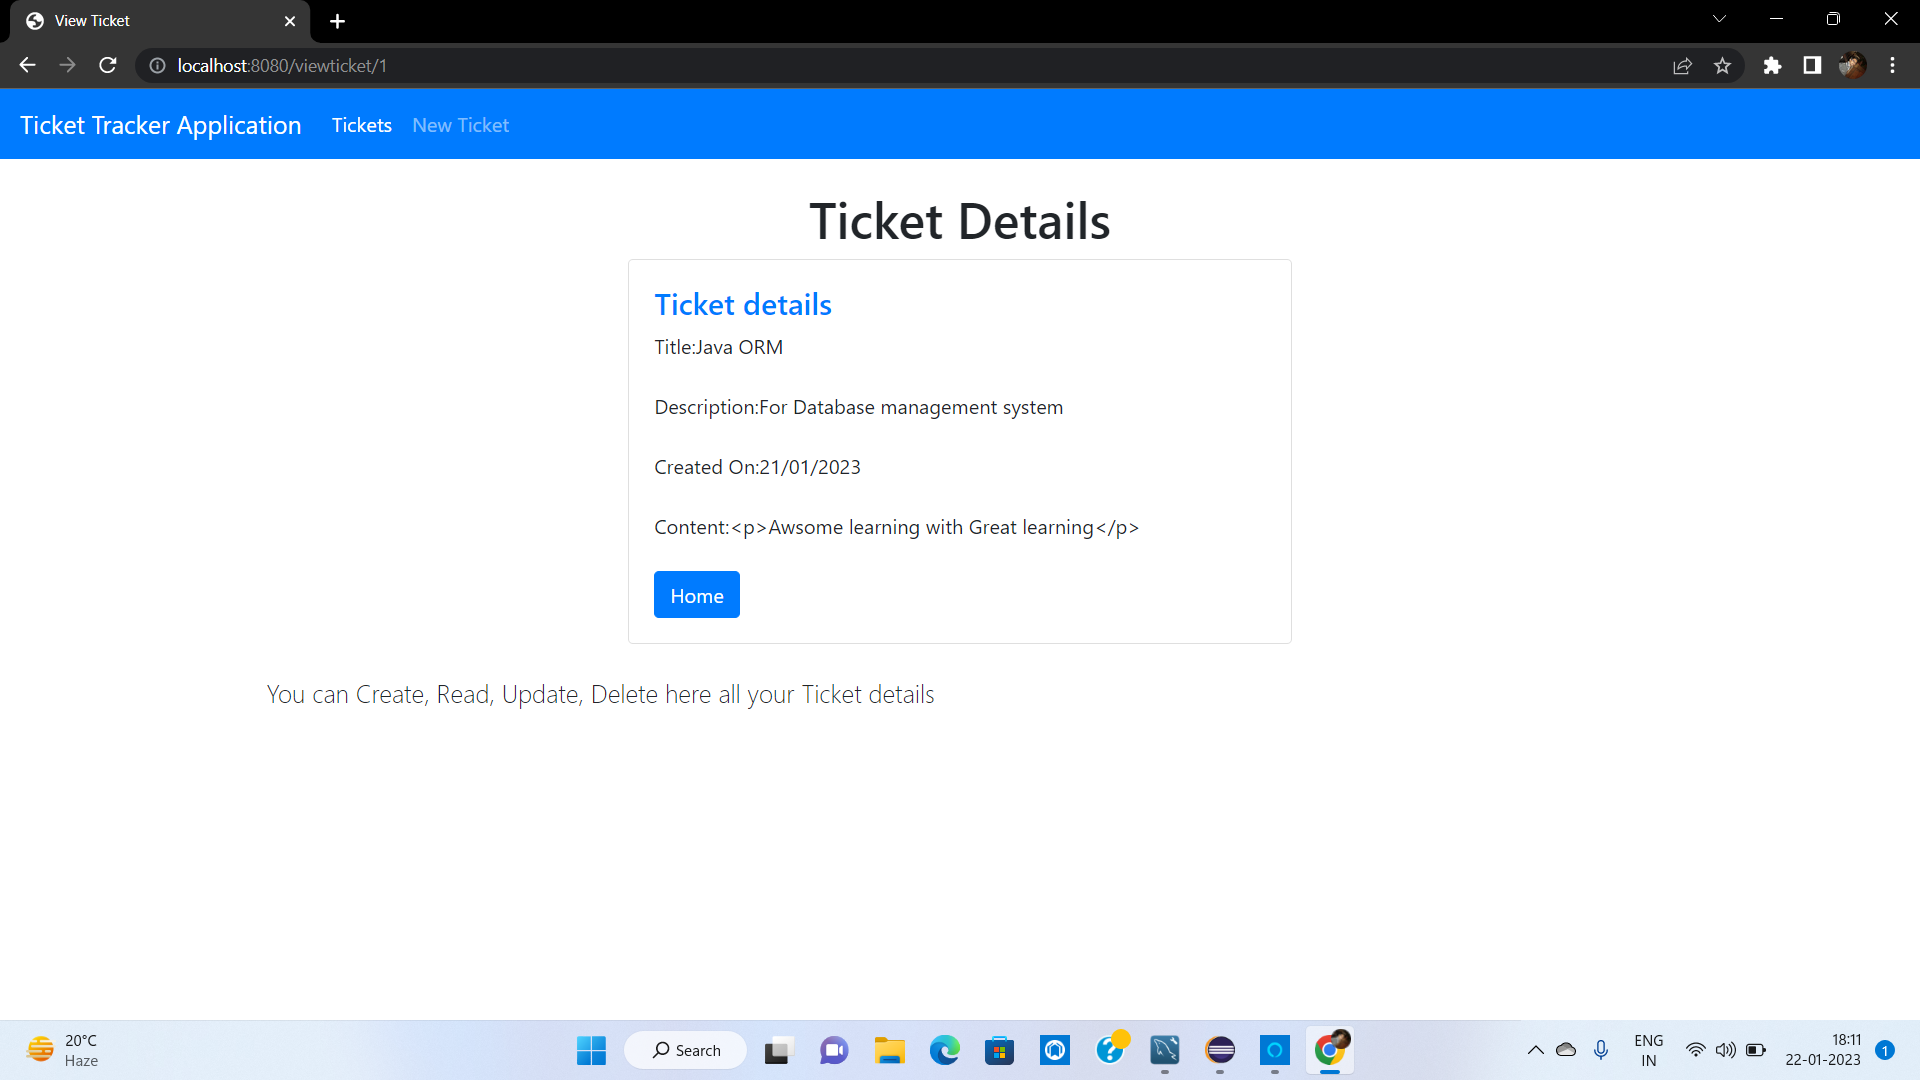 View Ticket
localhost:8080/viewticket/1
Ticket Tracker Application Tickets New Ticket
Ticket Details
Ticket details
Title:Java ORM
Description:For Database management system
Created On:21/01/2023
Content:<p>Awsome learning with Great learning</p>
Home
You can Create, Read, Update, Delete here all your Ticket details
20°C
Haze
Search
ENG
IN
18:11
22-01-2023
1